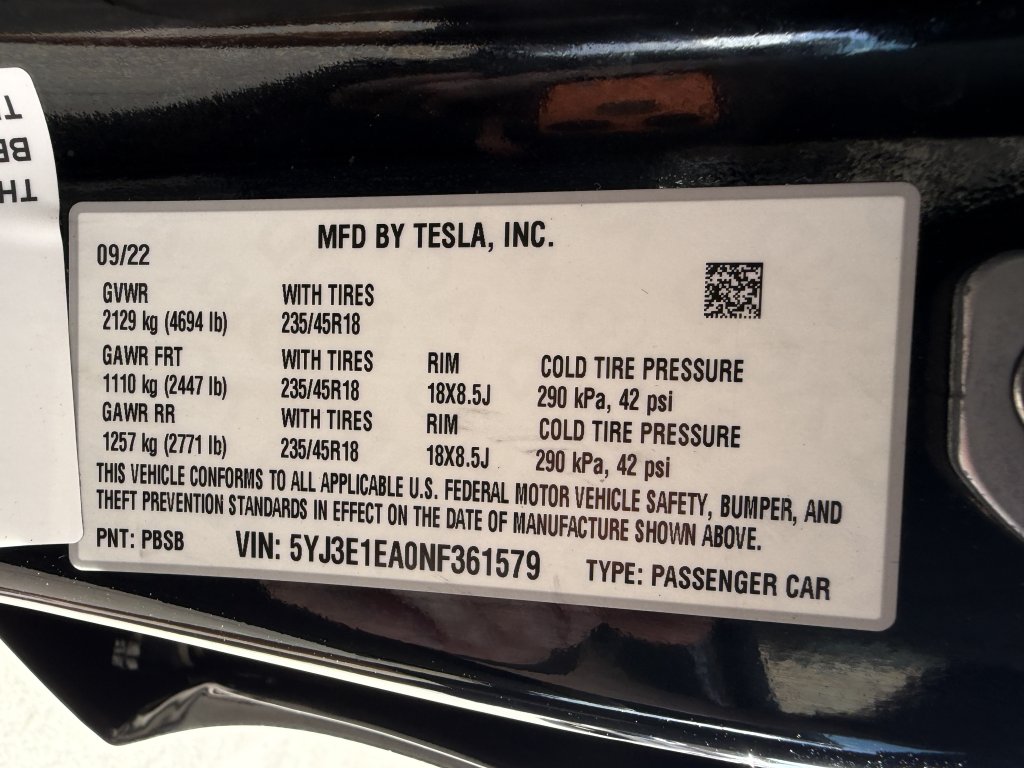 MFD BY TESLA, INC.
09/22
GVWR WITH TIRES
2129 kg (4694 lb) 235/45R18
GAWR FRT WITH TIRES RIM COLD TIRE PRESSURE
1110 kg (2447 lb) 235/45R18 18X8.5J 290 kPa, 42 psi
GAWR RR WITH TIRES RIM COLD TIRE PRESSURE
1257 kg (2771 lb) 235/45R18 18X8.5J 290 kPa, 42 psi
THIS VEHICLE CONFORMS TO ALL APPLICABLE U.S. FEDERAL MOTOR VEHICLE SAFETY, BUMPER, AND
THEFT PREVENTION STANDARDS IN EFFECT ON THE DATE OF MANUFACTURE SHOWN ABOVE.
PNT: PBSB VIN: 5YJ3E1EA0NF361579 TYPE: PASSENGER CAR